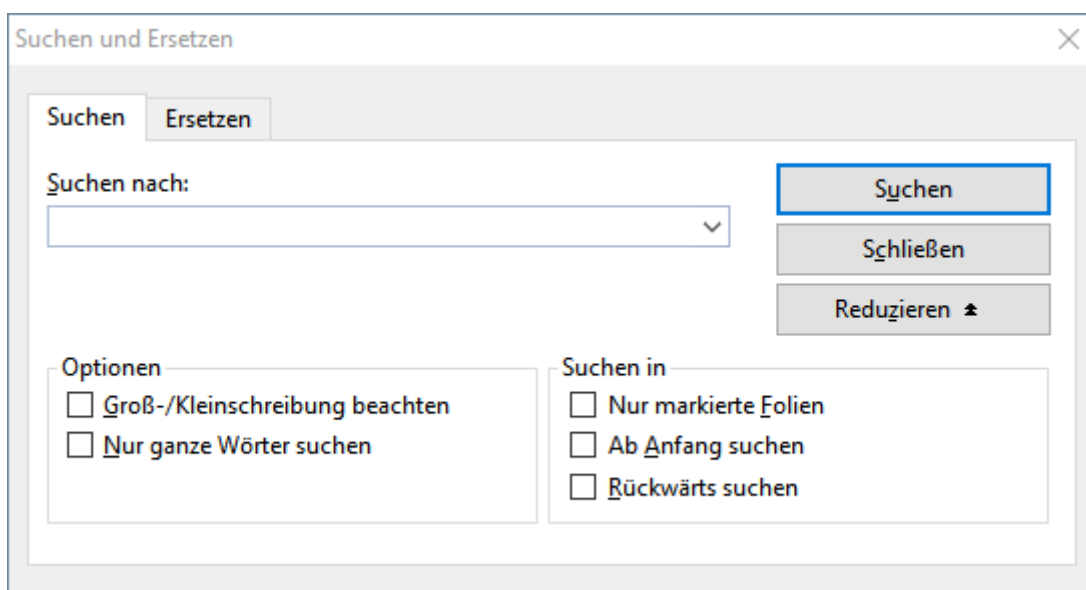 Suchen und Ersetzen
Suchen Ersetzen
Suchen nach:
Suchen
Schließen
Reduzieren
Optionen
Groß-/Kleinschreibung beachten
Nur ganze Wörter suchen
Suchen in
Nur markierte Folien
Ab Anfang suchen
Rückwärts suchen